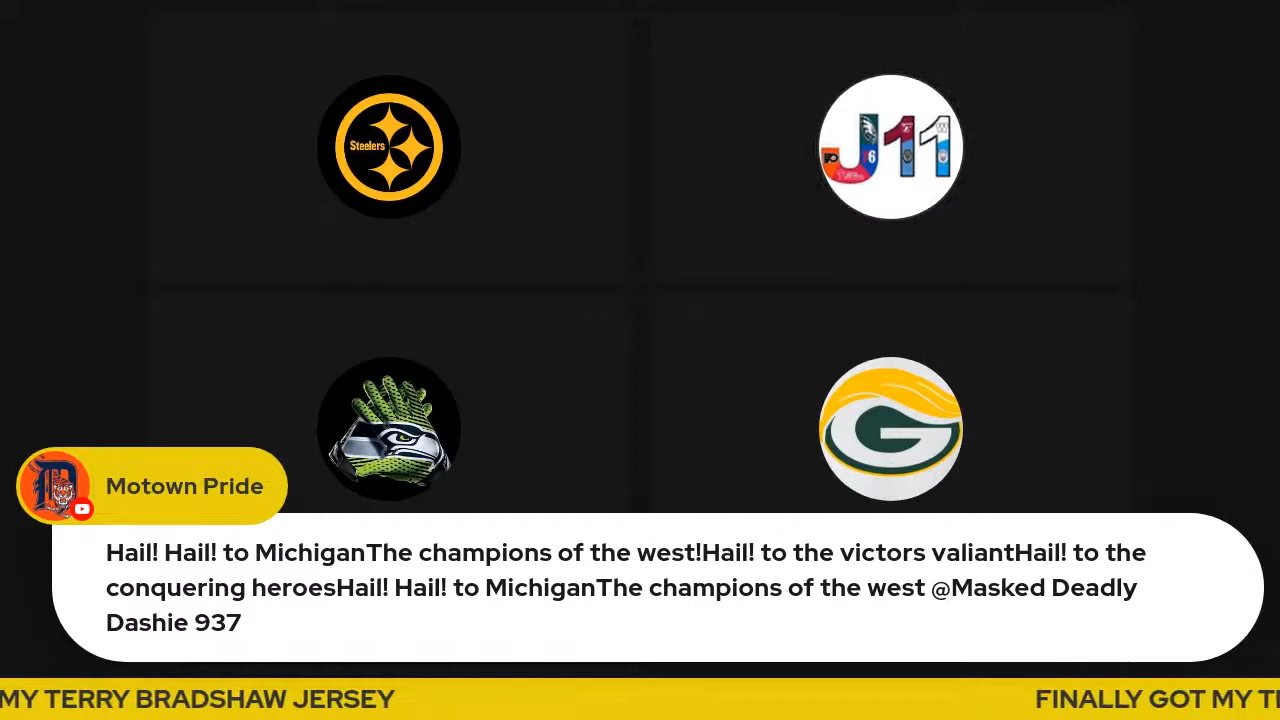 Steelers
J11
G
Motown Pride
Hail! Hail! to MichiganThe champions of the west!Hail! to the victors valiantHail! to the
conquering heroesHail! Hail! to MichiganThe champions of the west @Masked Deadly
Dashie 937
MY TERRY BRADSHAW JERSEY
FINALLY GOT MY